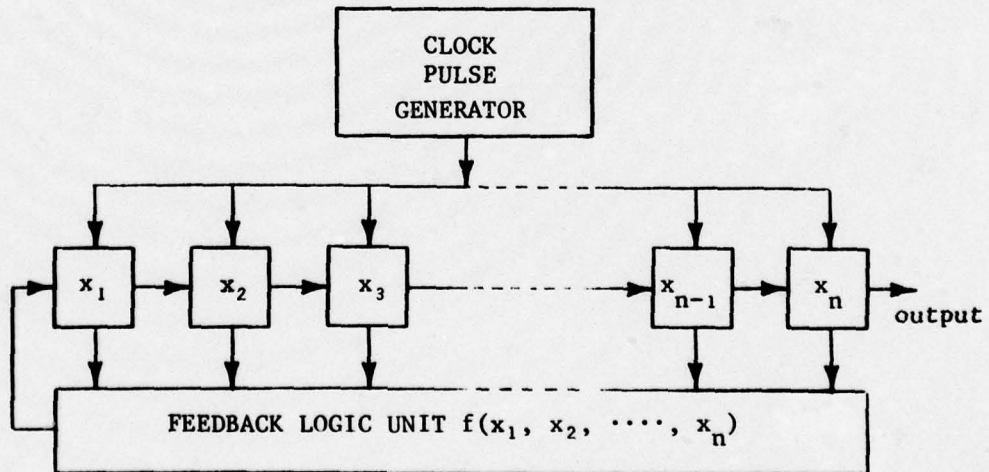 CLOCK
PULSE
GENERATOR
x₁ x₂ x₃ xₙ₋₁ xₙ
output
FEEDBACK LOGIC UNIT f(x₁, x₂, ····, xₙ)